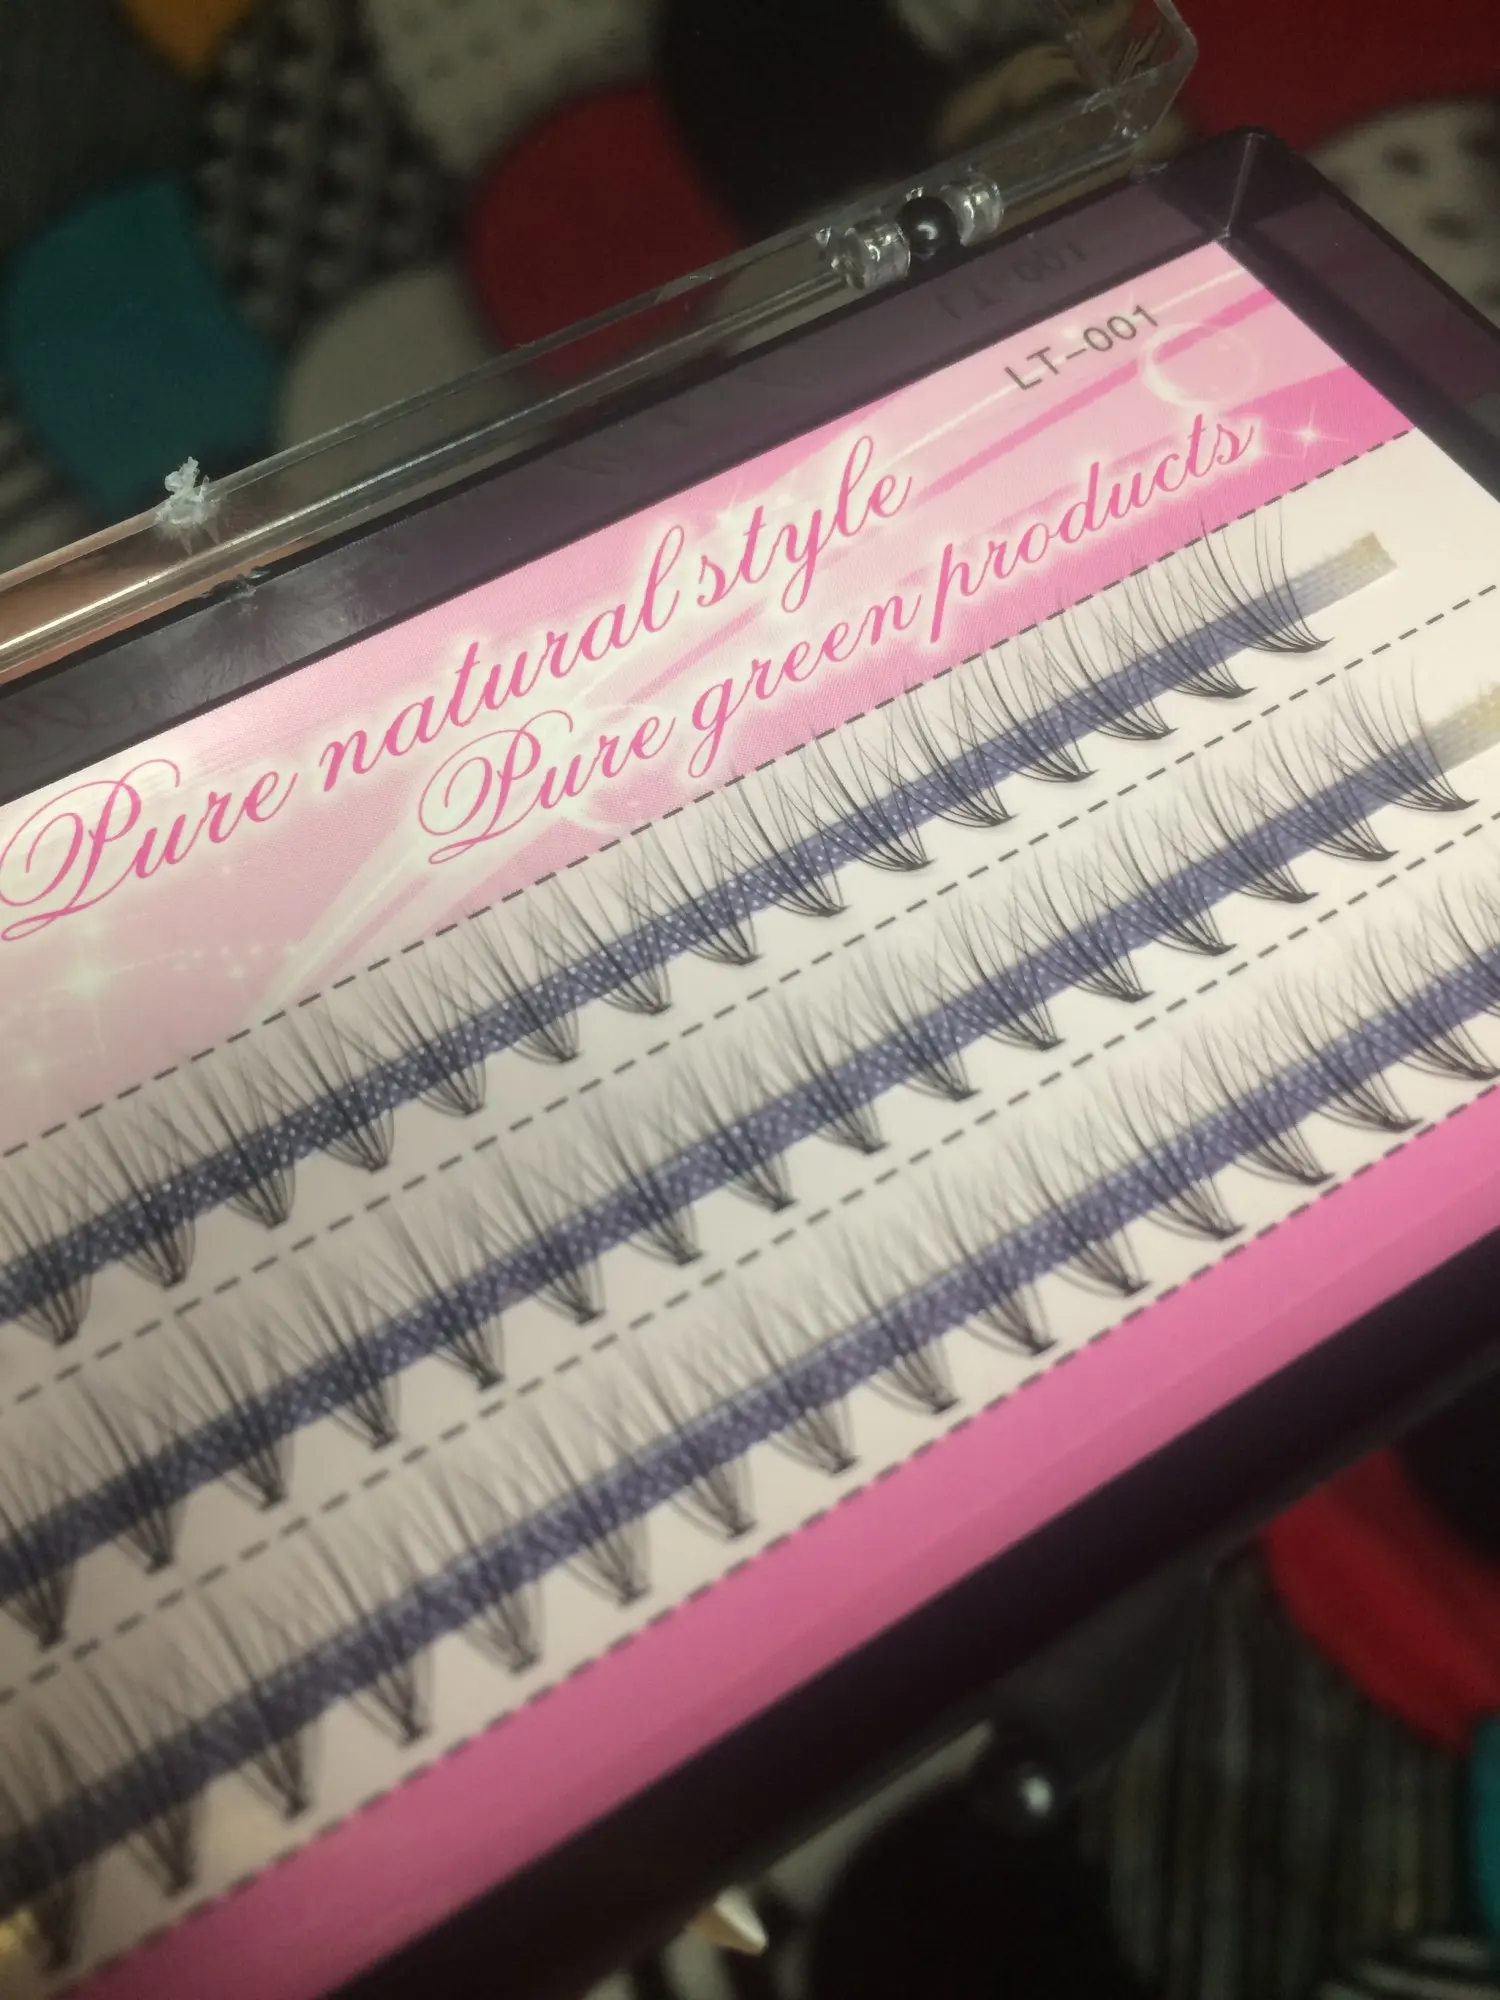 LT-001
Pure natural style
Pure green products